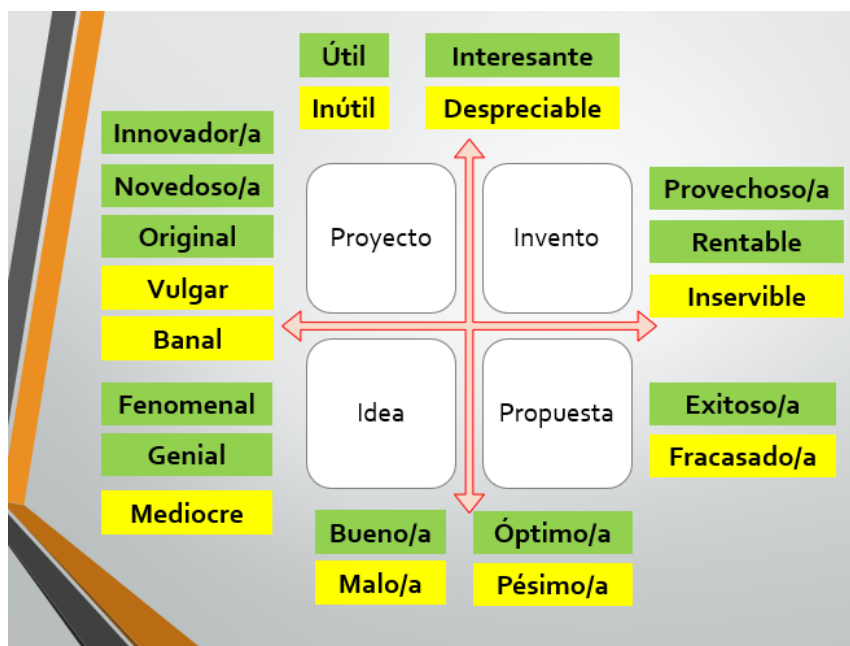 Útil
Interesante
Inútil
Despreciable
Innovador/a
Novedoso/a
Original
Vulgar
Banal
Fenomenal
Genial
Mediocre
Proyecto
Invento
Idea
Propuesta
Provechoso/a
Rentable
Inservible
Exitoso/a
Fracasado/a
Bueno/a
Óptimo/a
Malo/a
Pésimo/a